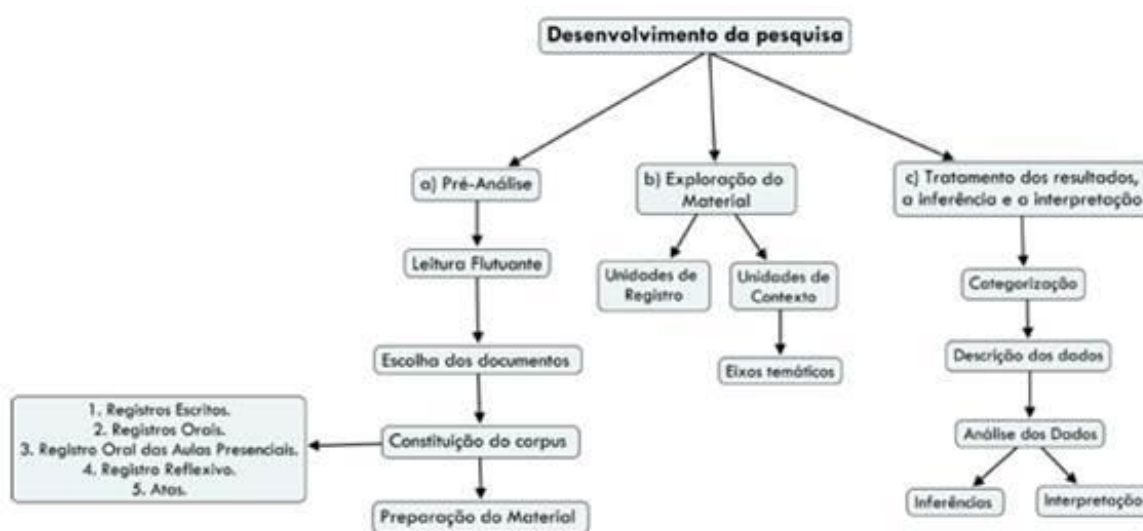 Desenvolvimento da pesquisa
a) Pré-Análise
Leitura Flutuante
Escolha dos documentos
Constituição do corpus
1. Registros Escritos.
2. Registros Orais.
3. Registro Oral das Aulas Presenciais.
4. Registro Reflexivo.
5. Atas.
Preparação do Material
b) Exploração do
Material
Unidades de
Registro
Unidades de
Contexto
Eixos temáticos
c) Tratamento dos resultados,
a inferência e a interpretação
Categorização
Descrição dos dados
Análise dos Dados
Inferências
Interpretação